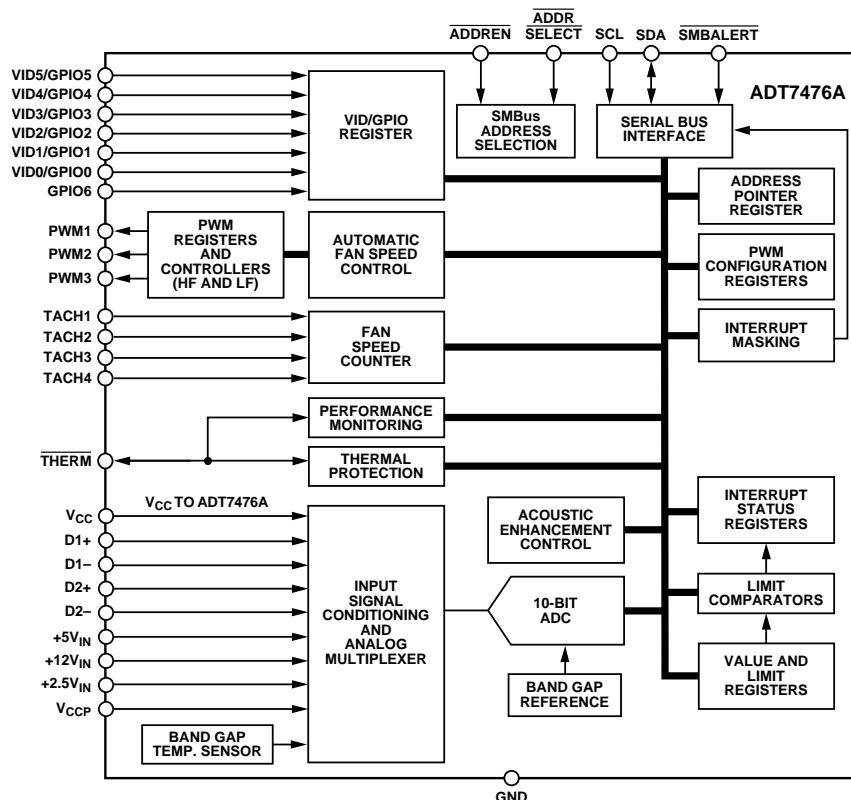 ADDREN
ADDR
SELECT
SCL
SDA
SMBALERT
ADT7476A
VID5/GPIO5
VID4/GPIO4
VID3/GPIO3
VID2/GPIO2
VID1/GPIO1
VID0/GPIO0
GPIO6
VID/GPIO
REGISTER
SMBus
ADDRESS
SELECTION
SERIAL BUS
INTERFACE
ADDRESS
POINTER
REGISTER
PWM1
PWM2
PWM3
PWM
REGISTERS
AND
CONTROLLERS
(HF AND LF)
AUTOMATIC
FAN SPEED
CONTROL
PWM
CONFIGURATION
REGISTERS
TACH1
TACH2
TACH3
TACH4
FAN
SPEED
COUNTER
INTERRUPT
MASKING
PERFORMANCE
MONITORING
THERM
THERMAL
PROTECTION
VCC TO ADT7476A
VCC
D1+
D1–
D2+
D2–
+5VIN
+12VIN
+2.5VIN
VCCP
INPUT
SIGNAL
CONDITIONING
AND
ANALOG
MULTIPLEXER
ACOUSTIC
ENHANCEMENT
CONTROL
INTERRUPT
STATUS
REGISTERS
10-BIT
ADC
LIMIT
COMPARATORS
BAND GAP
REFERENCE
VALUE AND
LIMIT
REGISTERS
BAND GAP
TEMP. SENSOR
GND